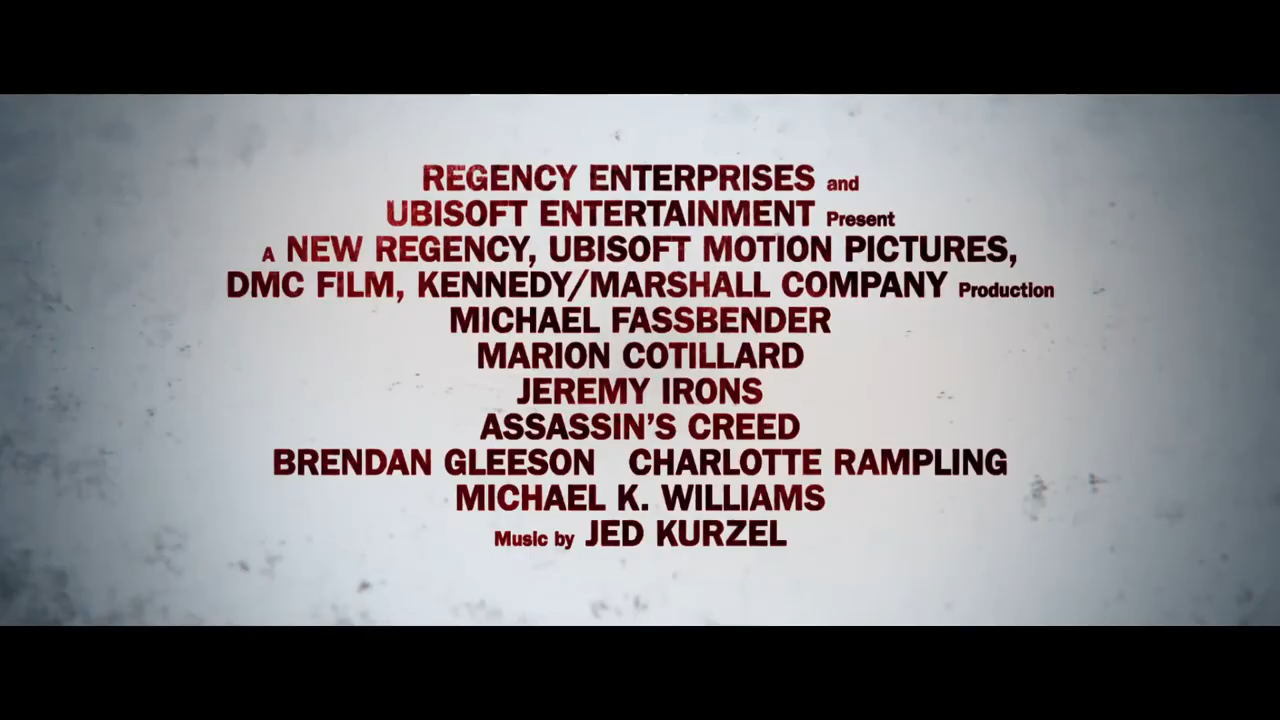 REGENCY ENTERPRISES and
UBISOFT ENTERTAINMENT Present
A NEW REGENCY, UBISOFT MOTION PICTURES,
DMC FILM, KENNEDY/MARSHALL COMPANY Production
MICHAEL FASSBENDER
MARION COTILLARD
JEREMY IRONS
ASSASSIN’S CREED
BRENDAN GLEESON CHARLOTTE RAMPLING
MICHAEL K. WILLIAMS
Music by JED KURZEL